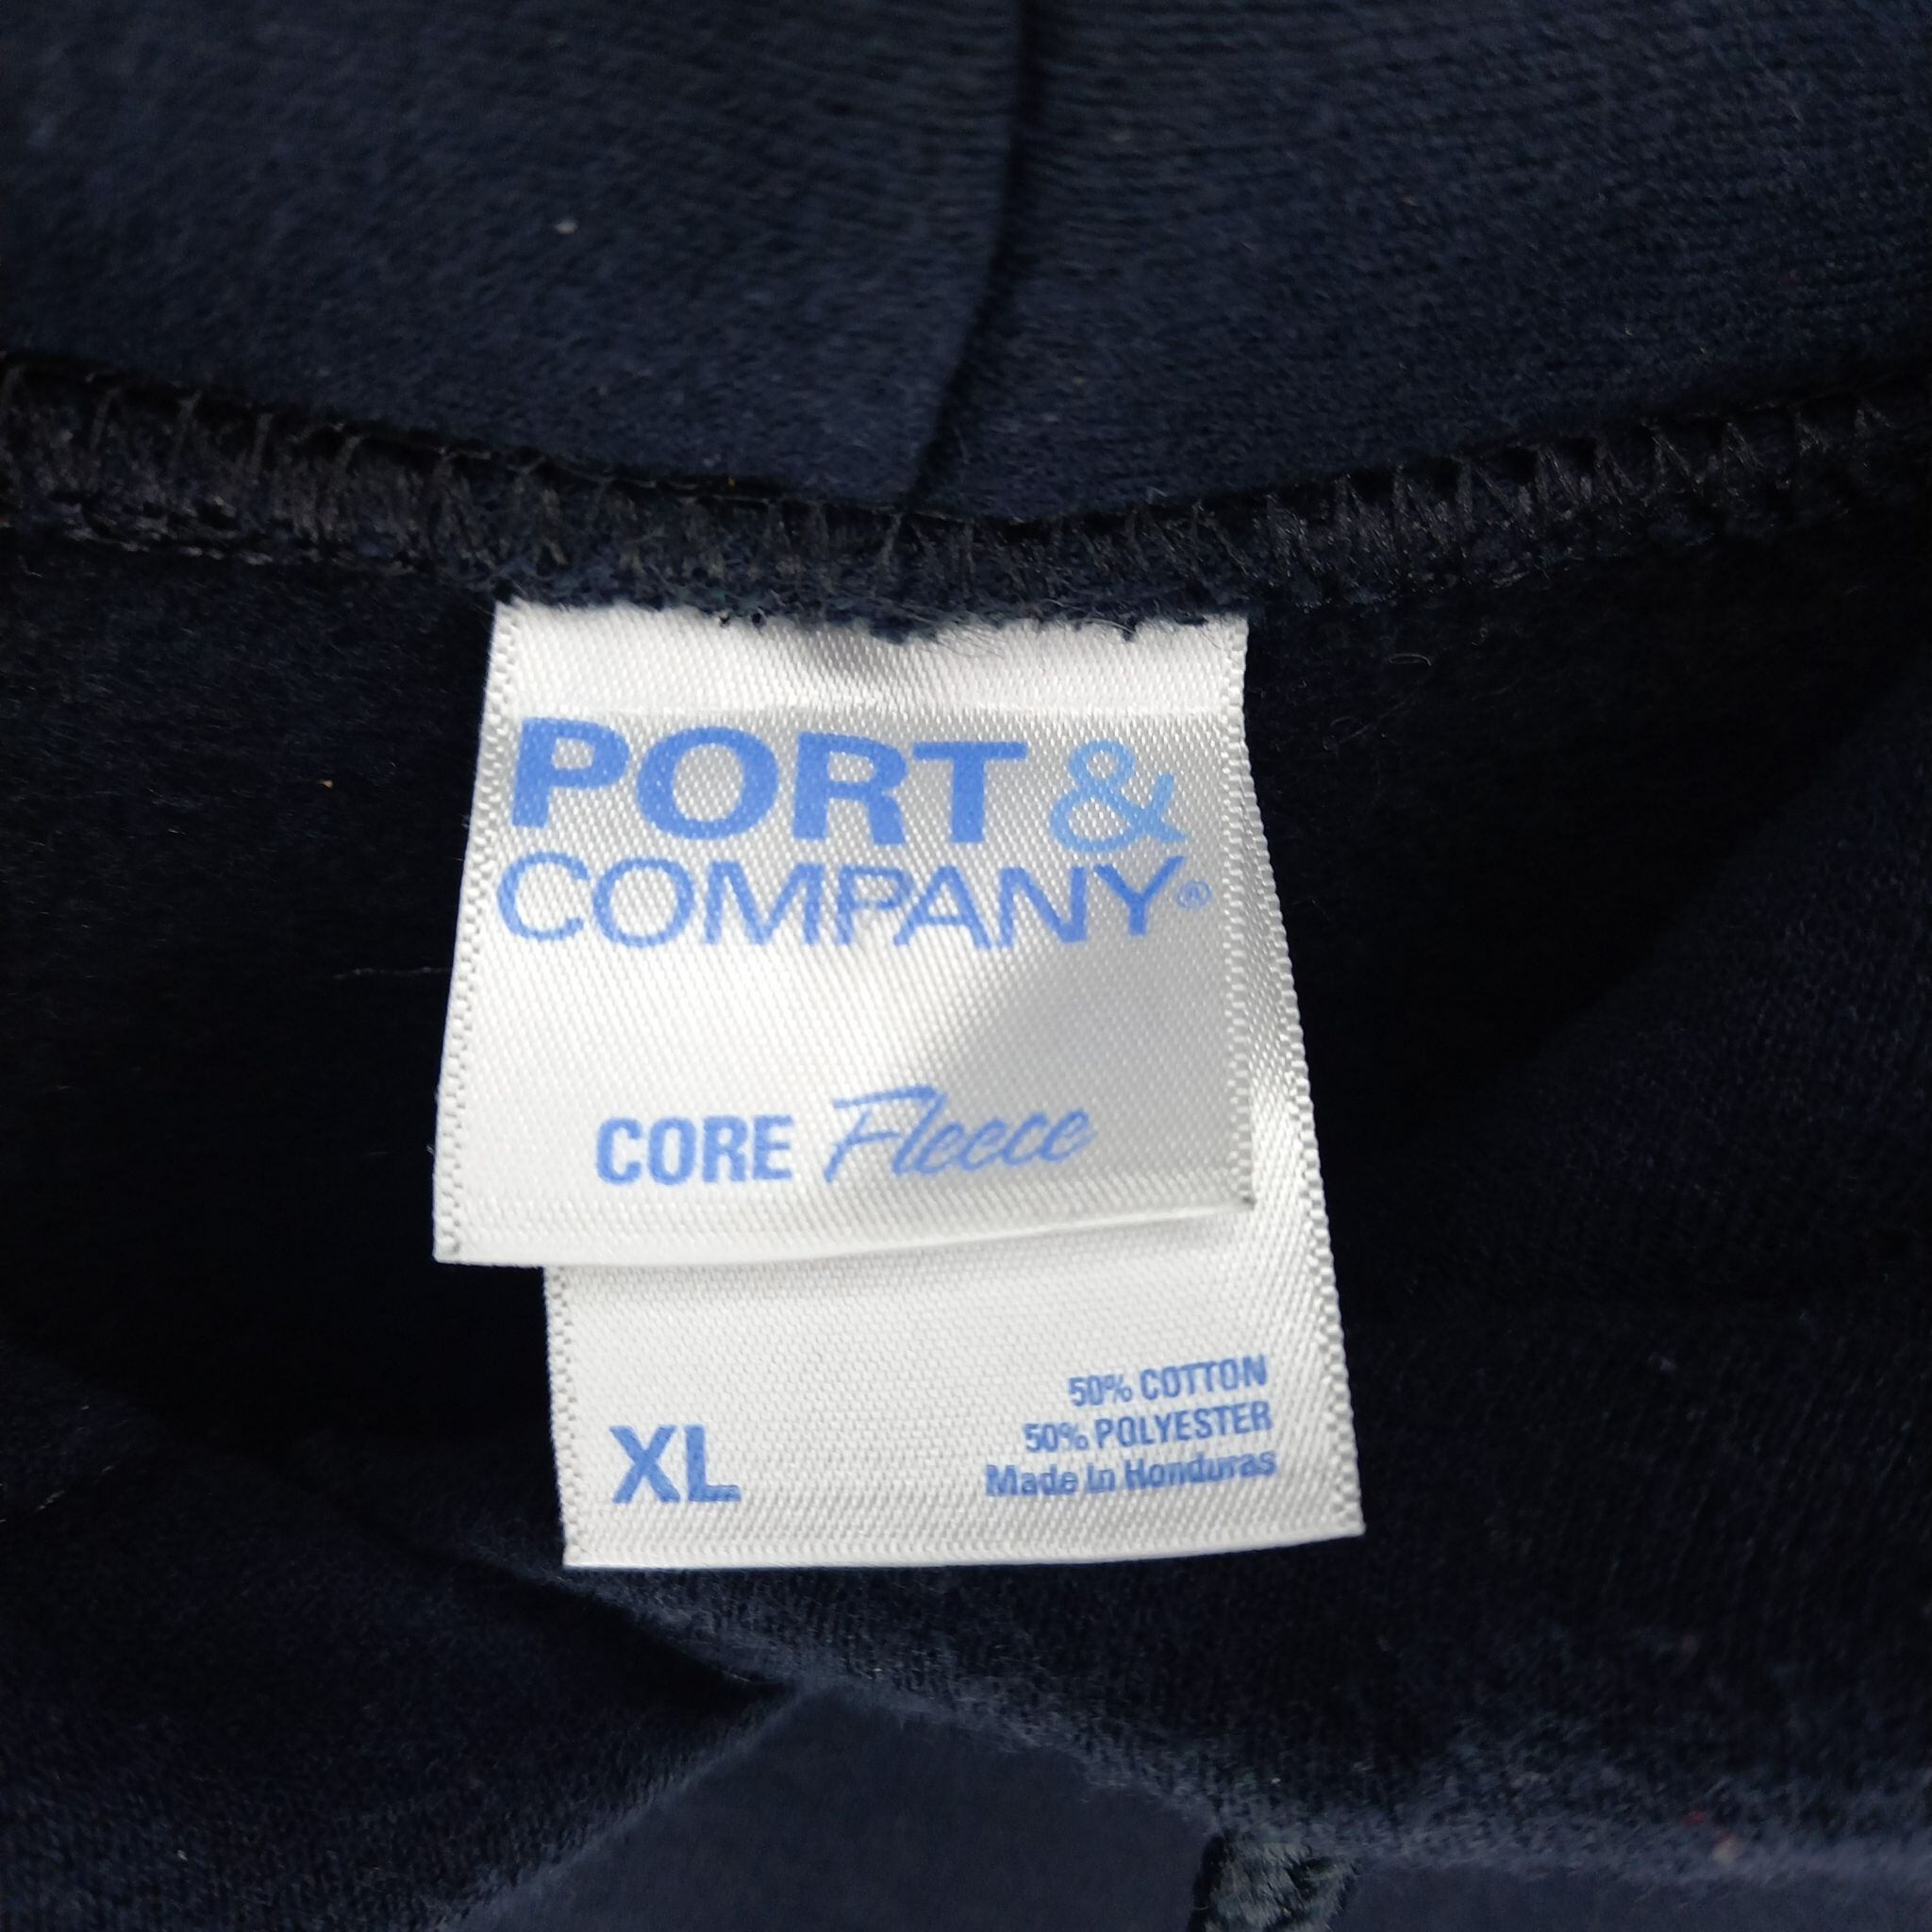 PORT &
COMPANY®
CORE Fleece
50% COTTON
50% POLYESTER
XL Made In Honduras